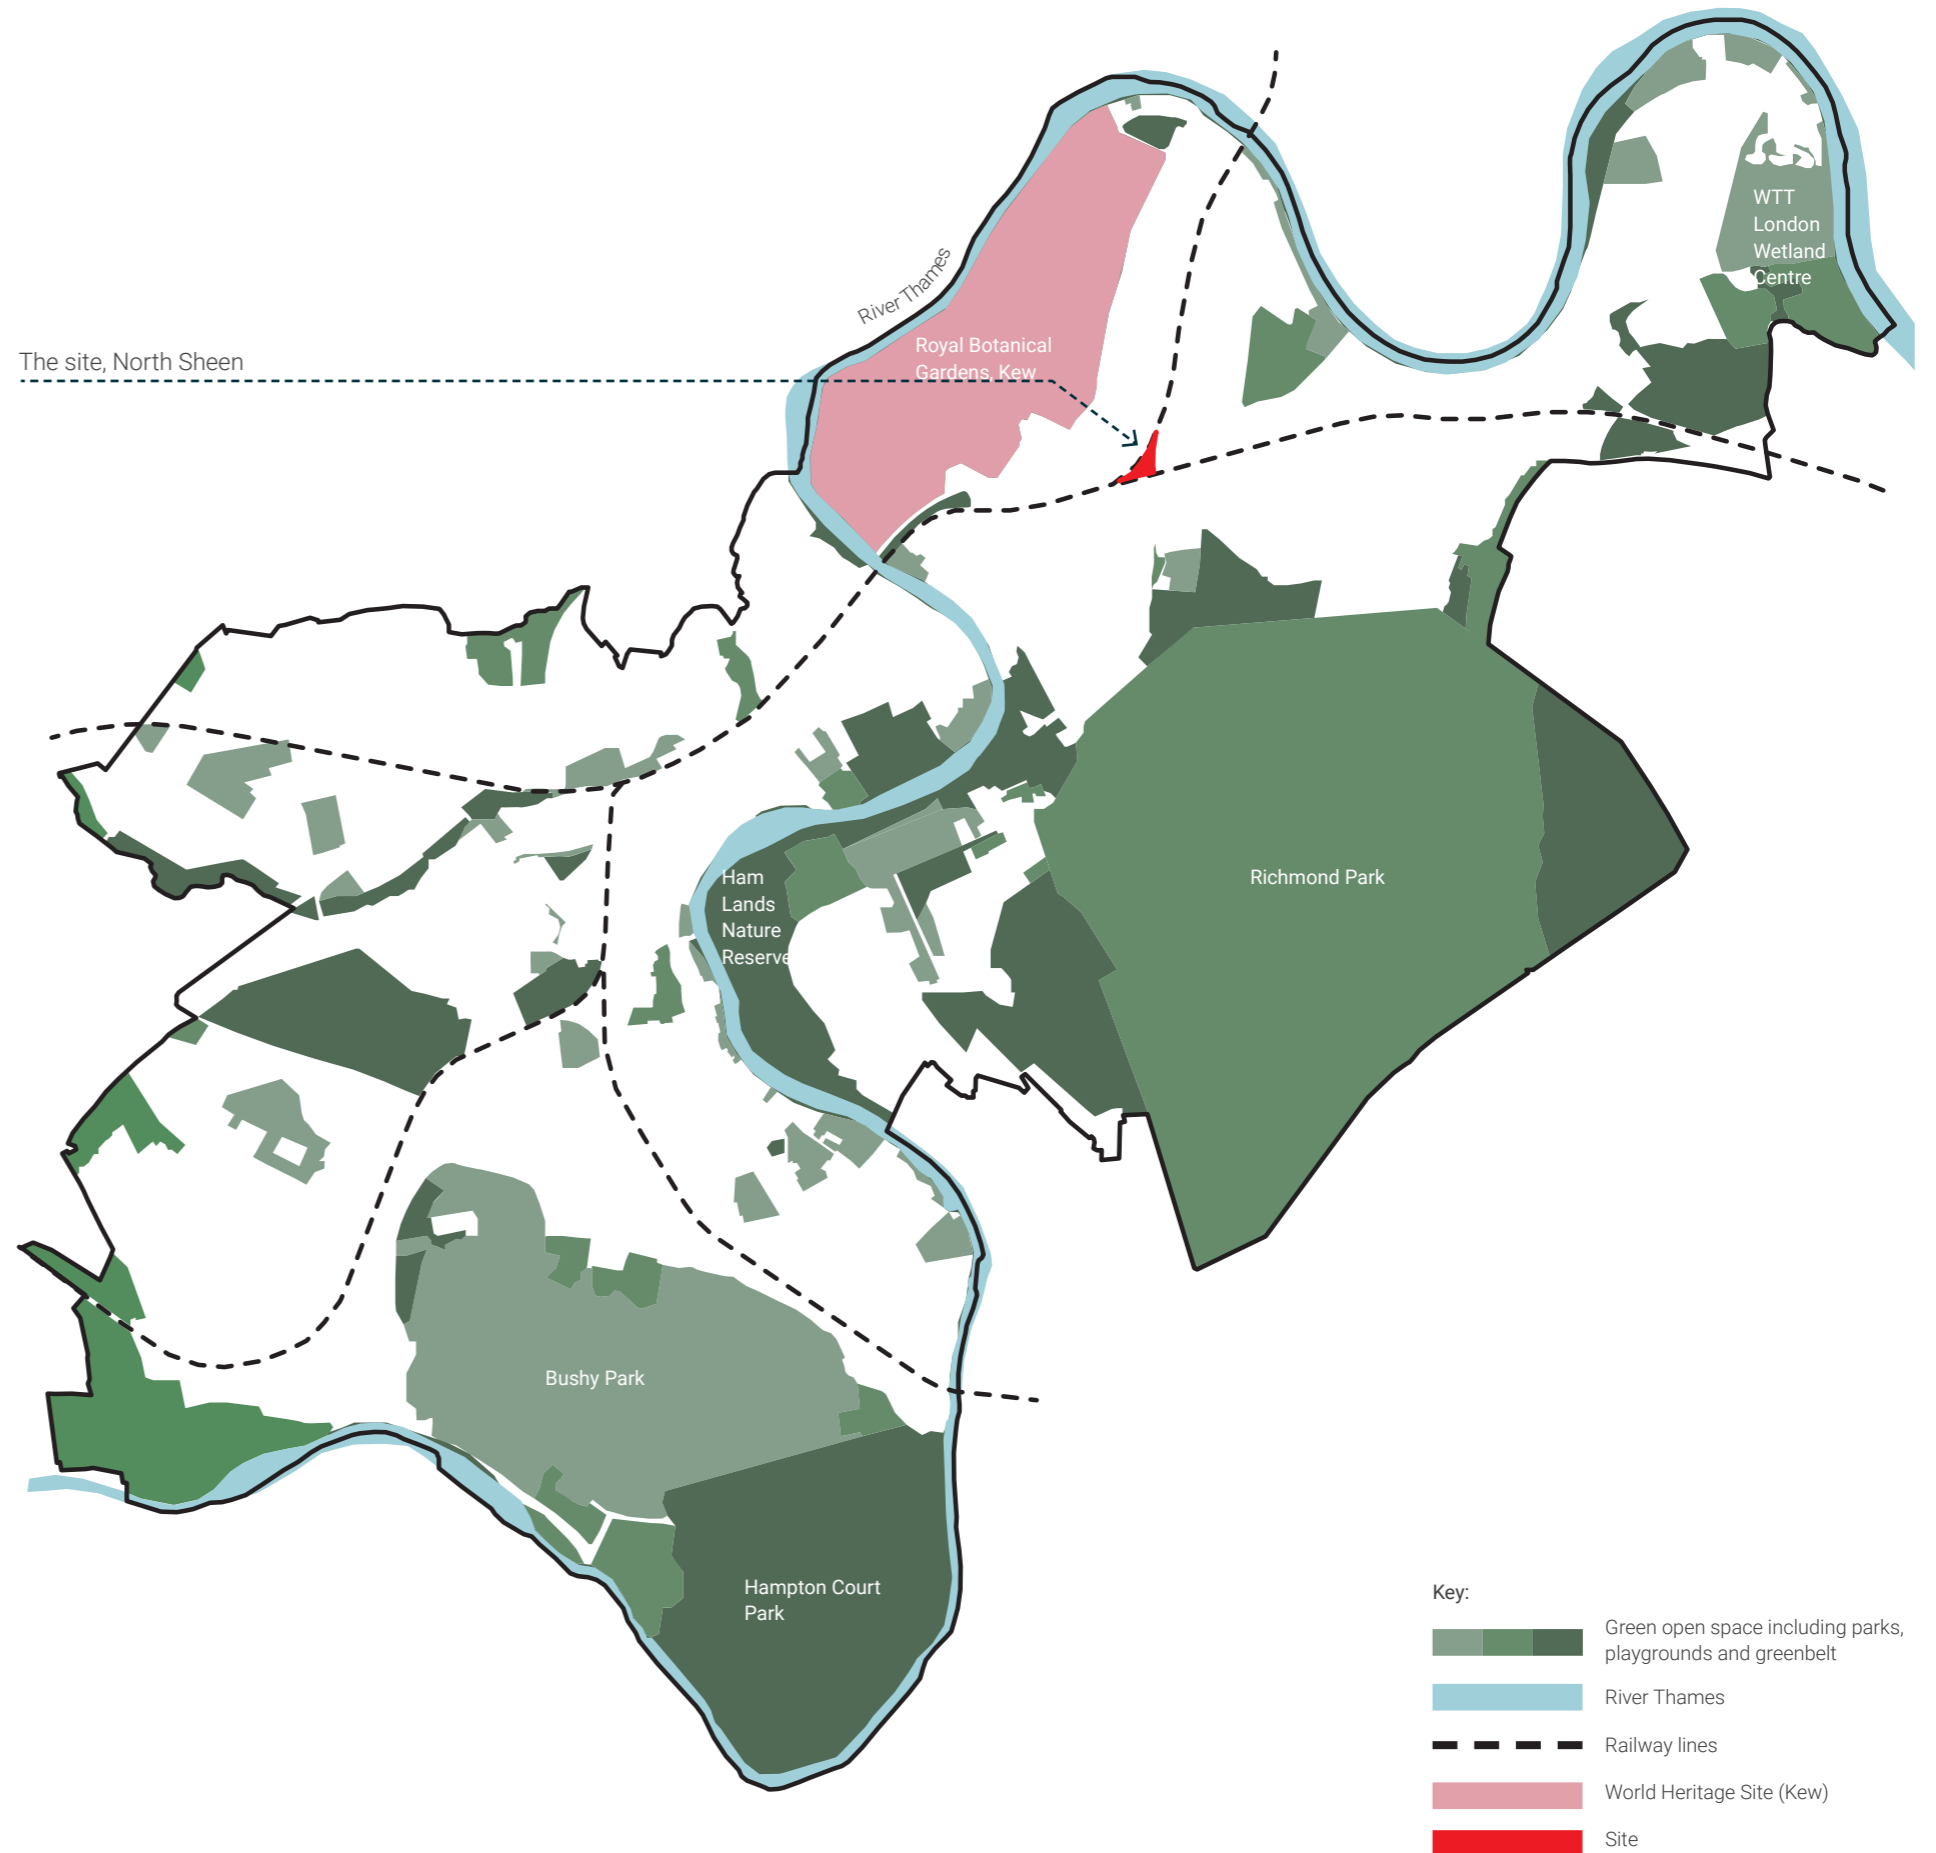 WTT
London
Wetland
Centre
River Thames
Royal Botanical
Gardens, Kew
The site, North Sheen
Ham
Lands
Nature
Reserve
Richmond Park
Bushy Park
Hampton Court
Park
Key:
Green open space including parks,
playgrounds and greenbelt
River Thames
Railway lines
World Heritage Site (Kew)
Site